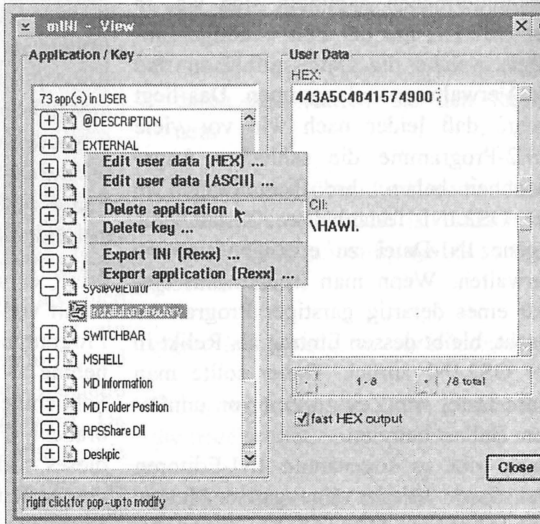 mINI - View
Application / Key
User Data
HEX:
73 app(s) in USER
443A5C4841574900
@DESCRIPTION
EXTERNAL
Edit user data (HEX) ...
Edit user data (ASCII) ...
Delete application
Delete key ...
Export INI (Rexx) ...
Export application (Rexx) ...
CII:
\HAWI.
SWITCHBAR
MSHELL
MD Information
MD Folder Position
RPSShare Dll
Deskpic
1 - 8
/8 total
fast HEX output
Close
right click for pop-up to modify